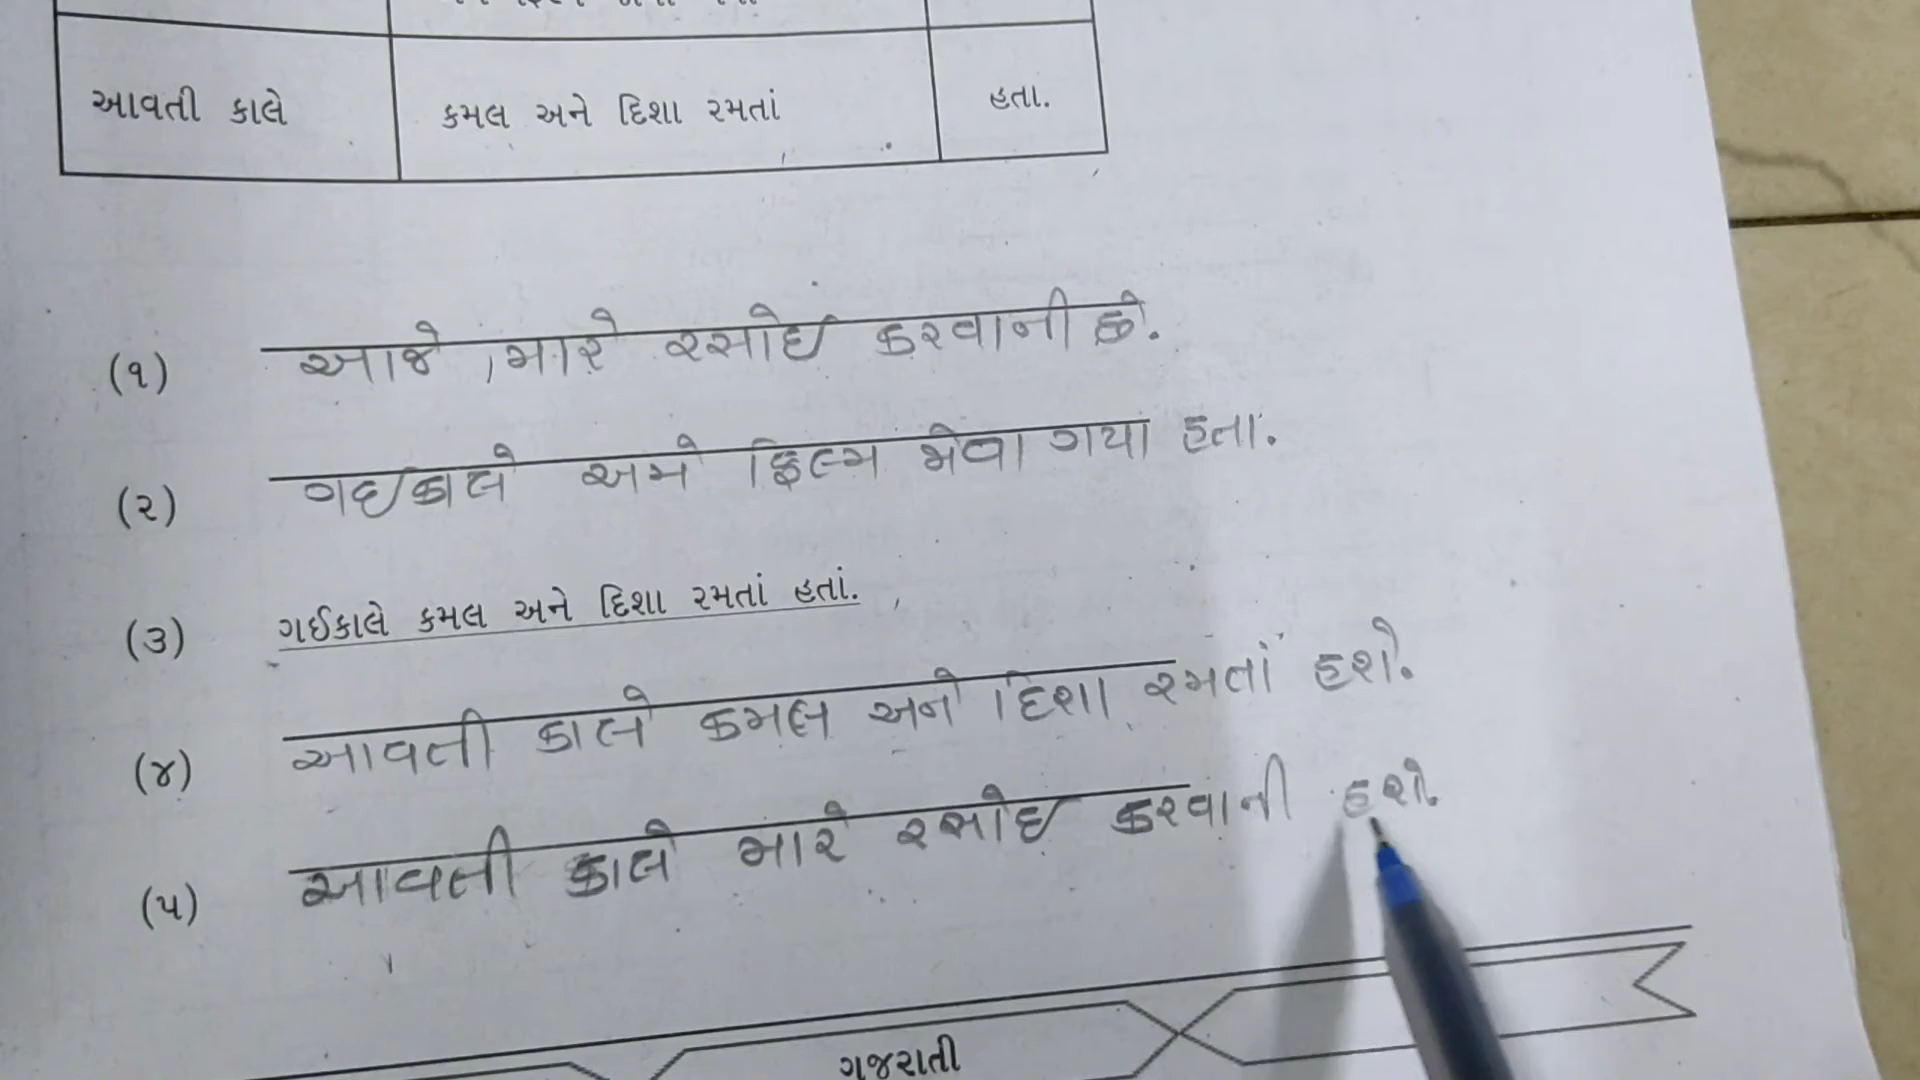 આવતી કાલે કમલ અને દિશા રમતાં હતા.
(૧) આજે મારે રસોઈ કરવાની છે.
(૨) ગઈકાલે અમે ફિલ્મ જોવા ગયા હતા.
(૩) ગઈકાલે કમલ અને દિશા રમતાં હતાં.
(૪) આવતી કાલે કમલ અને દિશા રમતાં હશે.
(૫) આવતી કાલે મારે રસોઈ કરવાની હશે.
ગુજરાતી